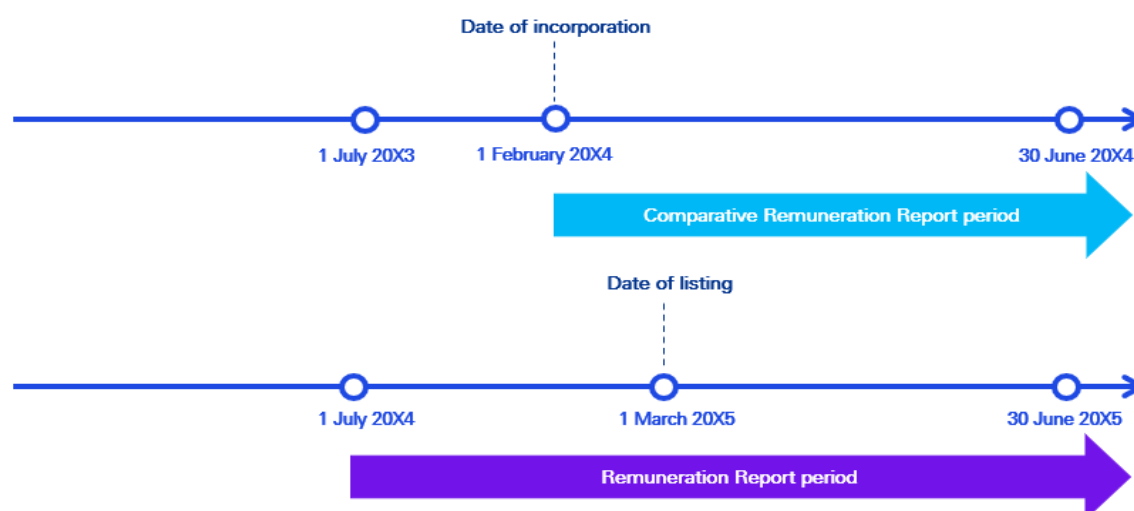 Date of incorporation
1 July 20X3
1 February 20X4
30 June 20X4
Comparative Remuneration Report period
Date of listing
1 July 20X4
1 March 20X5
30 June 20X5
Remuneration Report period